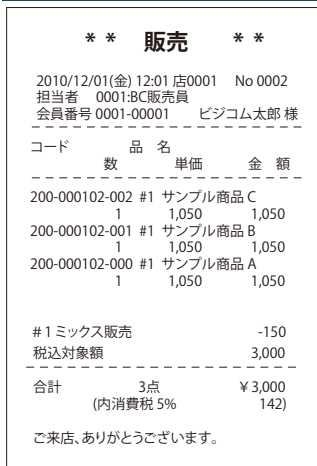 ** 販売 **
2010/12/01(金) 12:01 店0001 No 0002
担当者 0001:BC販売員
会員番号 0001-00001 ビジコム太郎 様
コード 品 名
数 単価 金 額
200-000102-002 #1 サンプル商品 C
1 1,050 1,050
200-000102-001 #1 サンプル商品 B
1 1,050 1,050
200-000102-000 #1 サンプル商品 A
1 1,050 1,050
#1ミックス販売 -150
税込対象額 3,000
合計 3点 ¥3,000
(内消費税 5% 142)
ご来店、ありがとうございます。